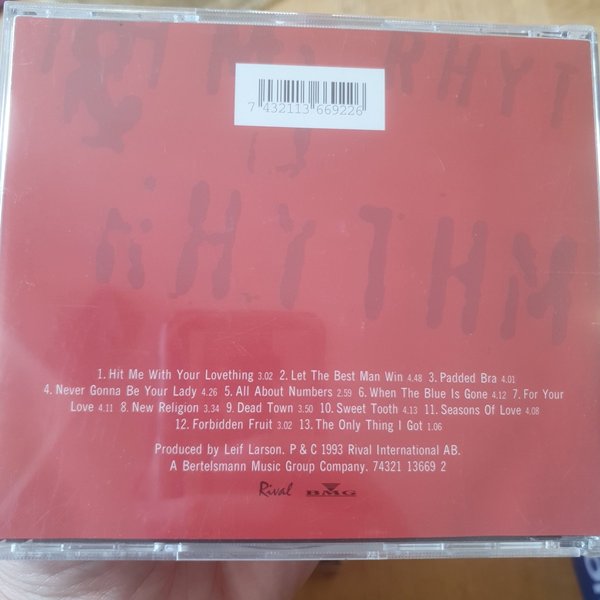 RHYT
7 432113 669226
RHYTHM
1. Hit Me With Your Lovething 3.02 2. Let The Best Man Win 4.48 3. Padded Bra 4.01
4. Never Gonna Be Your Lady 4.26 5. All About Numbers 2.59 6. When The Blue Is Gone 4.12 7. For Your
Love 4.11 8. New Religion 3.34 9. Dead Town 3.50 10. Sweet Tooth 4.13 11. Seasons Of Love 4.08
12. Forbidden Fruit 3.02 13. The Only Thing I Got 1.06
Produced by Leif Larson. P & C 1993 Rival International AB.
A Bertelsmann Music Group Company. 74321 13669 2
Rival BMG